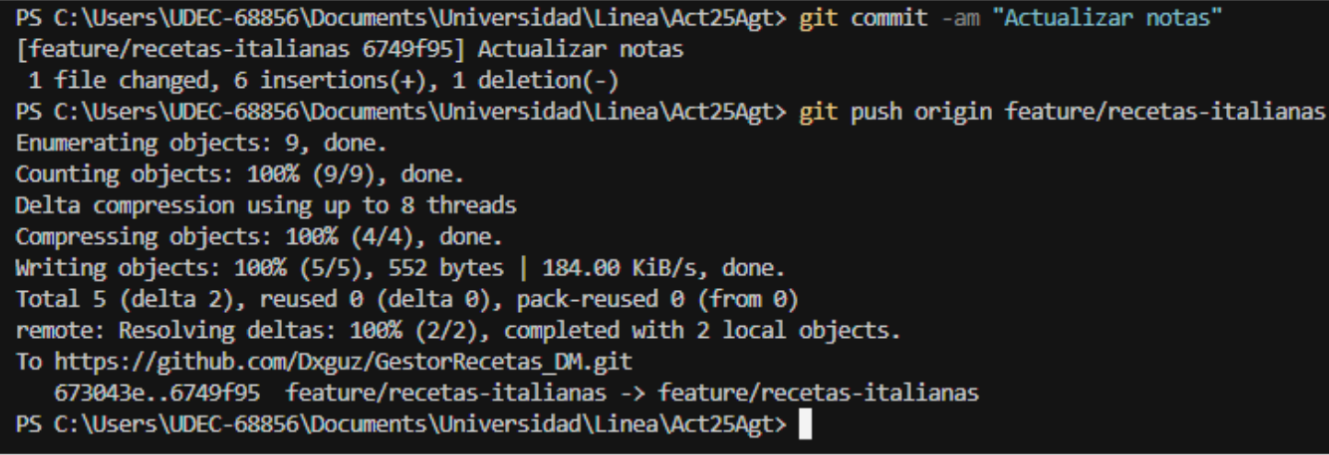 PS C:\Users\UDEC-68856\Documents\Universidad\Linea\Act25Agt> git commit -am "Actualizar notas"
[feature/recetas-italianas 6749f95] Actualizar notas
 1 file changed, 6 insertions(+), 1 deletion(-)
PS C:\Users\UDEC-68856\Documents\Universidad\Linea\Act25Agt> git push origin feature/recetas-italianas
Enumerating objects: 9, done.
Counting objects: 100% (9/9), done.
Delta compression using up to 8 threads
Compressing objects: 100% (4/4), done.
Writing objects: 100% (5/5), 552 bytes | 184.00 KiB/s, done.
Total 5 (delta 2), reused 0 (delta 0), pack-reused 0 (from 0)
remote: Resolving deltas: 100% (2/2), completed with 2 local objects.
To https://github.com/Dxguz/GestorRecetas_DM.git
   673043e..6749f95  feature/recetas-italianas -> feature/recetas-italianas
PS C:\Users\UDEC-68856\Documents\Universidad\Linea\Act25Agt>